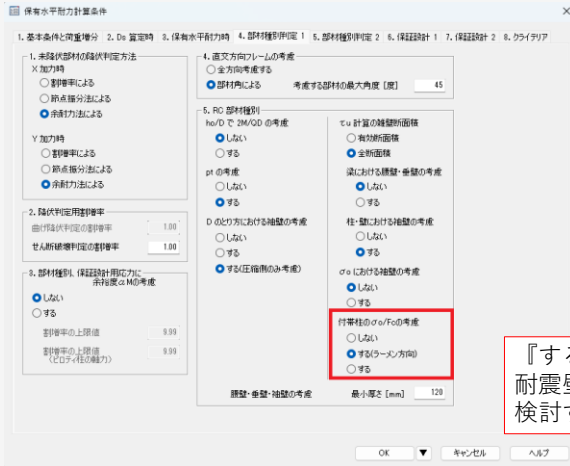 保有水平耐力計算条件
1. 基本条件と荷重増分 2. Ds 算定時 3. 保有水平耐力時 4. 部材種別判定 1 5. 部材種別判定 2 6. 保証設計 1 7. 保証設計 2 8. クライテリア
1. 未降伏部材の降伏判定方法
X 加力時
割増率による
節点振分法による
余耐力法による
Y 加力時
割増率による
節点振分法による
余耐力法による
2. 降伏判定用割増率
曲げ降伏判定の割増率 1.00
せん断破壊判定の割増率 1.00
3. 部材種別、保証設計用応力に
余裕度αMの考慮
しない
する
割増率の上限値 9.99
割増率の上限値 9.99
(ピロティ柱の軸力)
4. 直交方向フレームの考慮
全方向考慮する
部材角による 考慮する部材の最大角度 [度] 45
5. RC 部材種別
ho/D で 2M/QD の考慮
しない
する
pt の考慮
しない
する
D のとり方における袖壁の考慮
しない
する
する(圧縮側のみ考慮)
τu 計算の雑壁断面積
有効断面積
全断面積
梁における腰壁・垂壁の考慮
しない
する
柱・壁における袖壁の考慮
しない
する
σo における袖壁の考慮
しない
する
付帯柱のσo/Fcの考慮
しない
する(ラーメン方向)
する
腰壁・垂壁・袖壁の考慮 最小厚さ [mm] 120
『する
耐震壁
検討す
OK ▼ キャンセル ヘルプ